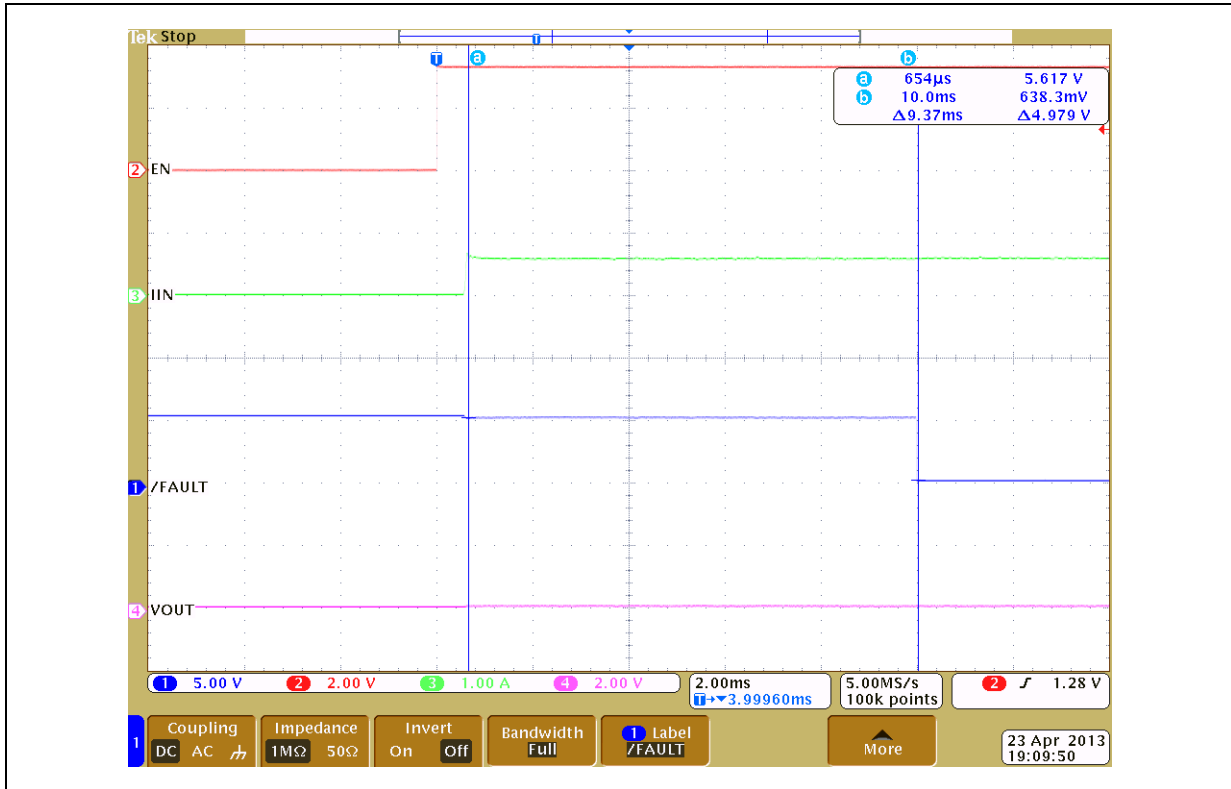 Tek Stop
T
T a b
a 654µs 5.617 V
b 10.0ms 638.3mV
Δ9.37ms Δ4.979 V
2 EN
3 IIN
1 /FAULT
4 VOUT
1 5.00 V 2 2.00 V 3 1.00 A 4 2.00 V
2.00ms
T→▼3.99960ms
5.00MS/s
100k points
2 ƒ 1.28 V
1
Coupling
DC AC
Impedance
1MΩ 50Ω
Invert
On Off
Bandwidth
Full
1 Label
/FAULT
More
23 Apr 2013
19:09:50